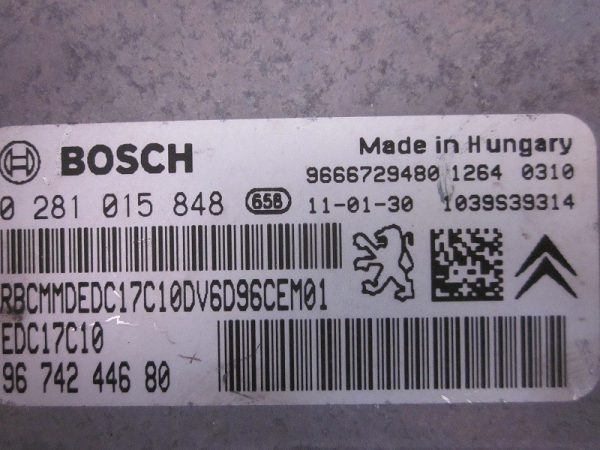 BOSCH Made in Hungary
9666729480 1264 0310
0 281 015 848 656 11-01-30 1039S39314
RBCMMDEDC17C10DV6D96CEM01
EDC17C10
96 742 446 80